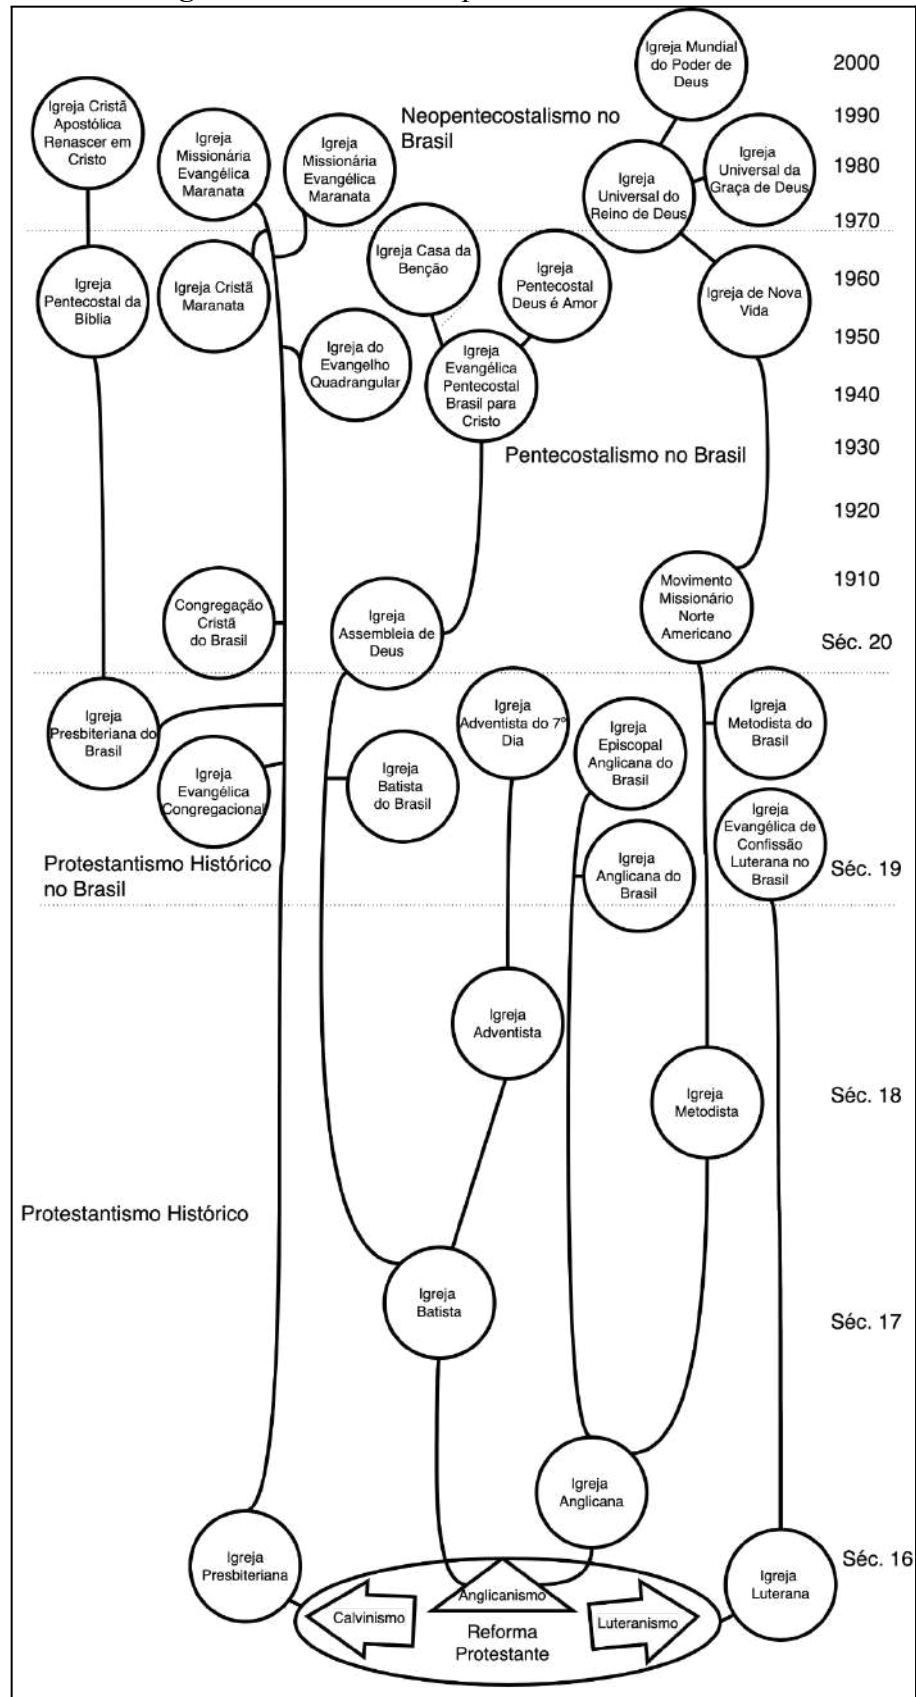 2000
Igreja Mundial
do Poder de
Deus
Igreja Cristã
Apostólica
Renascer em
Cristo
Neopentecostalismo no
Brasil
1990
Igreja
Missionária
Evangélica
Maranata
Igreja
Missionária
Evangélica
Maranata
Igreja
Universal da
Graça de Deus
1980
Igreja
Universal do
Reino de Deus
1970
Igreja Casa da
Benção
Igreja
Pentecostal da
Bíblia
Igreja Cristã
Maranata
Igreja
Pentecostal
Deus é Amor
Igreja de Nova
Vida
1960
1950
Igreja do
Evangelho
Quadrangular
Igreja
Evangélica
Pentecostal
Brasil para
Cristo
1940
Pentecostalismo no Brasil
1930
1920
1910
Congregação
Cristã
do Brasil
Igreja
Assembleia de
Deus
Movimento
Missionário
Norte
Americano
Séc. 20
Igreja
Presbiteriana do
Brasil
Igreja
Adventista do 7º
Dia
Igreja
Episcopal
Anglicana do
Brasil
Igreja
Metodista do
Brasil
Igreja
Evangélica
Congregacional
Igreja
Batista
do Brasil
Igreja
Evangélica de
Confissão
Luterana no
Brasil
Protestantismo Histórico
no Brasil
Igreja
Anglicana do
Brasil
Séc. 19
Igreja
Adventista
Igreja
Metodista
Séc. 18
Protestantismo Histórico
Igreja
Batista
Séc. 17
Igreja
Anglicana
Igreja
Presbiteriana
Igreja
Luterana
Séc. 16
Calvinismo
Anglicanismo
Luteranismo
Reforma
Protestante